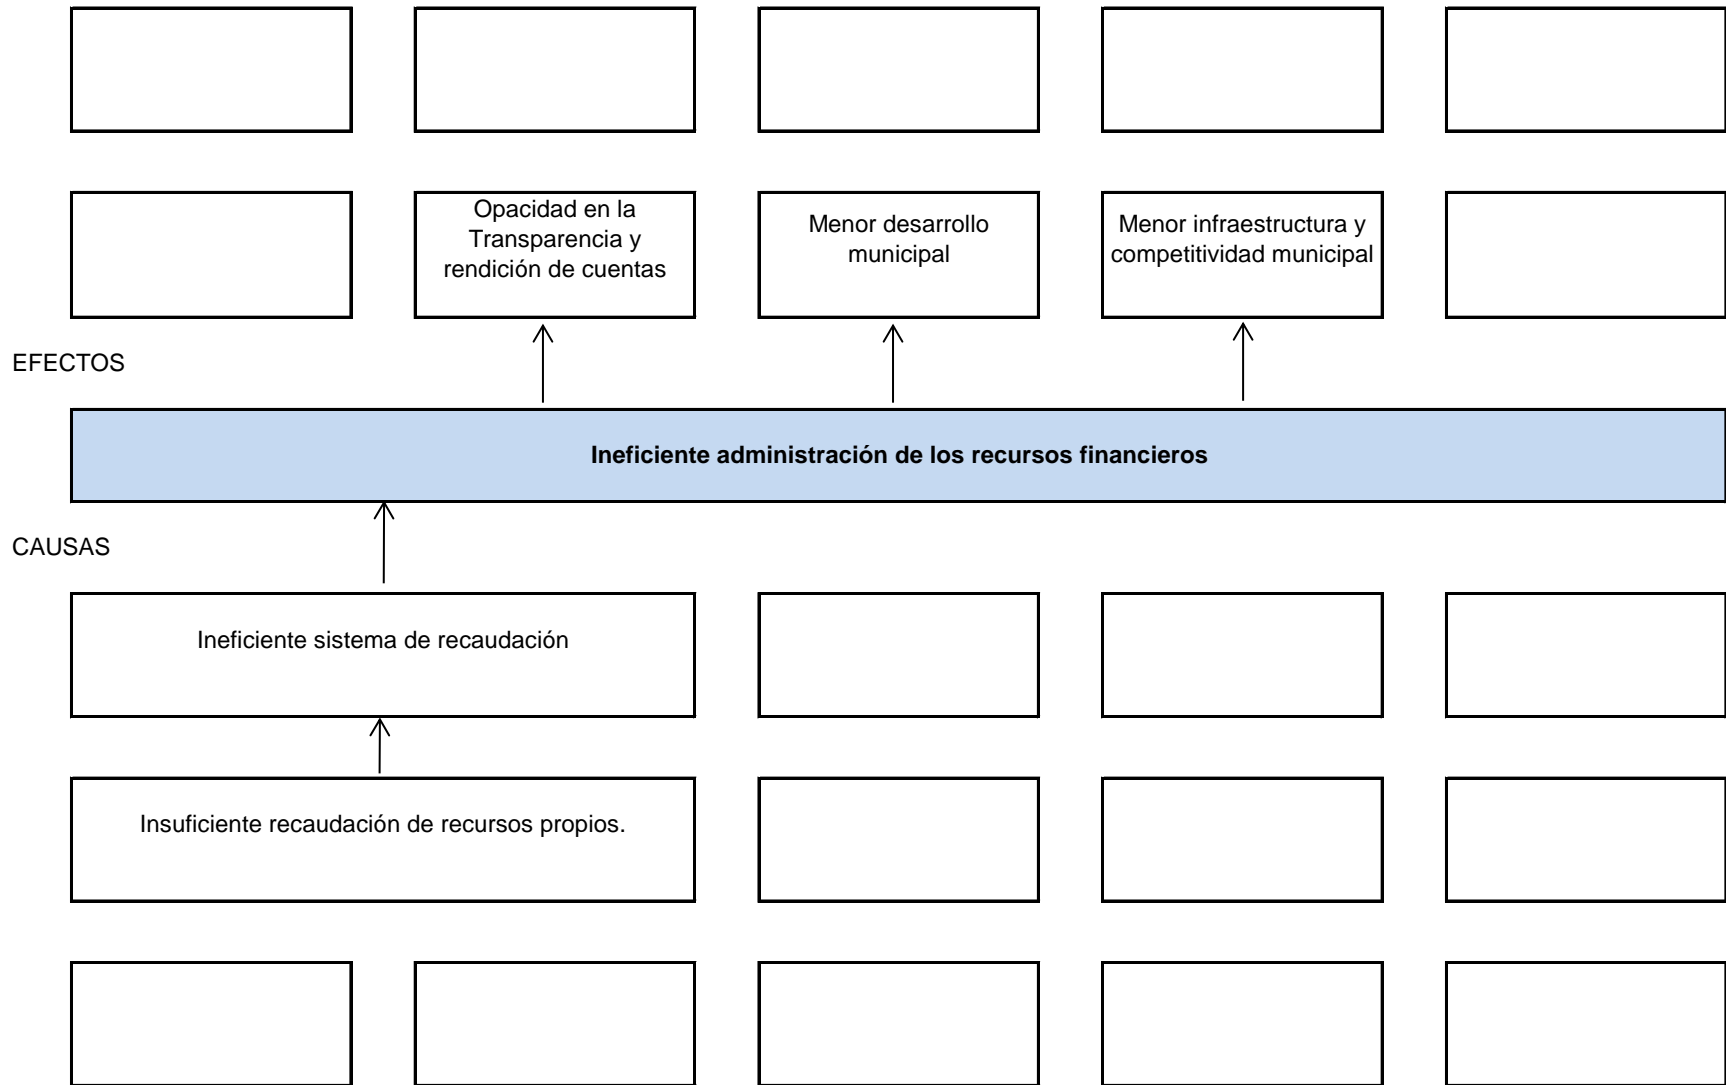 Opacidad en la
Transparencia y
rendición de cuentas
Menor desarrollo
municipal
Menor infraestructura y
competitividad municipal
EFECTOS
Ineficiente administración de los recursos financieros
CAUSAS
Ineficiente sistema de recaudación
Insuficiente recaudación de recursos propios.